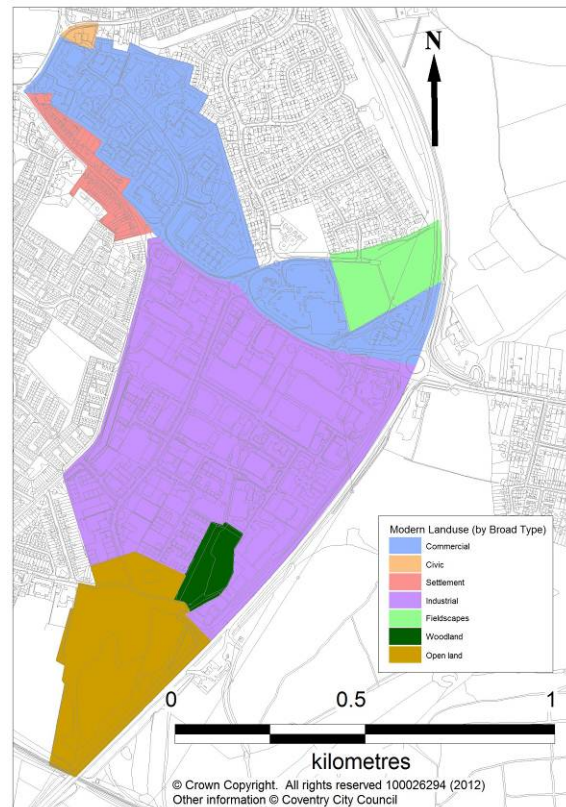 N
Modern Landuse (by Broad Type)
Commercial
Civic
Settlement
Industrial
Fieldscapes
Woodland
Open land
0 0.5 1
kilometres
© Crown Copyright. All rights reserved 100026294 (2012)
Other information © Coventry City Council